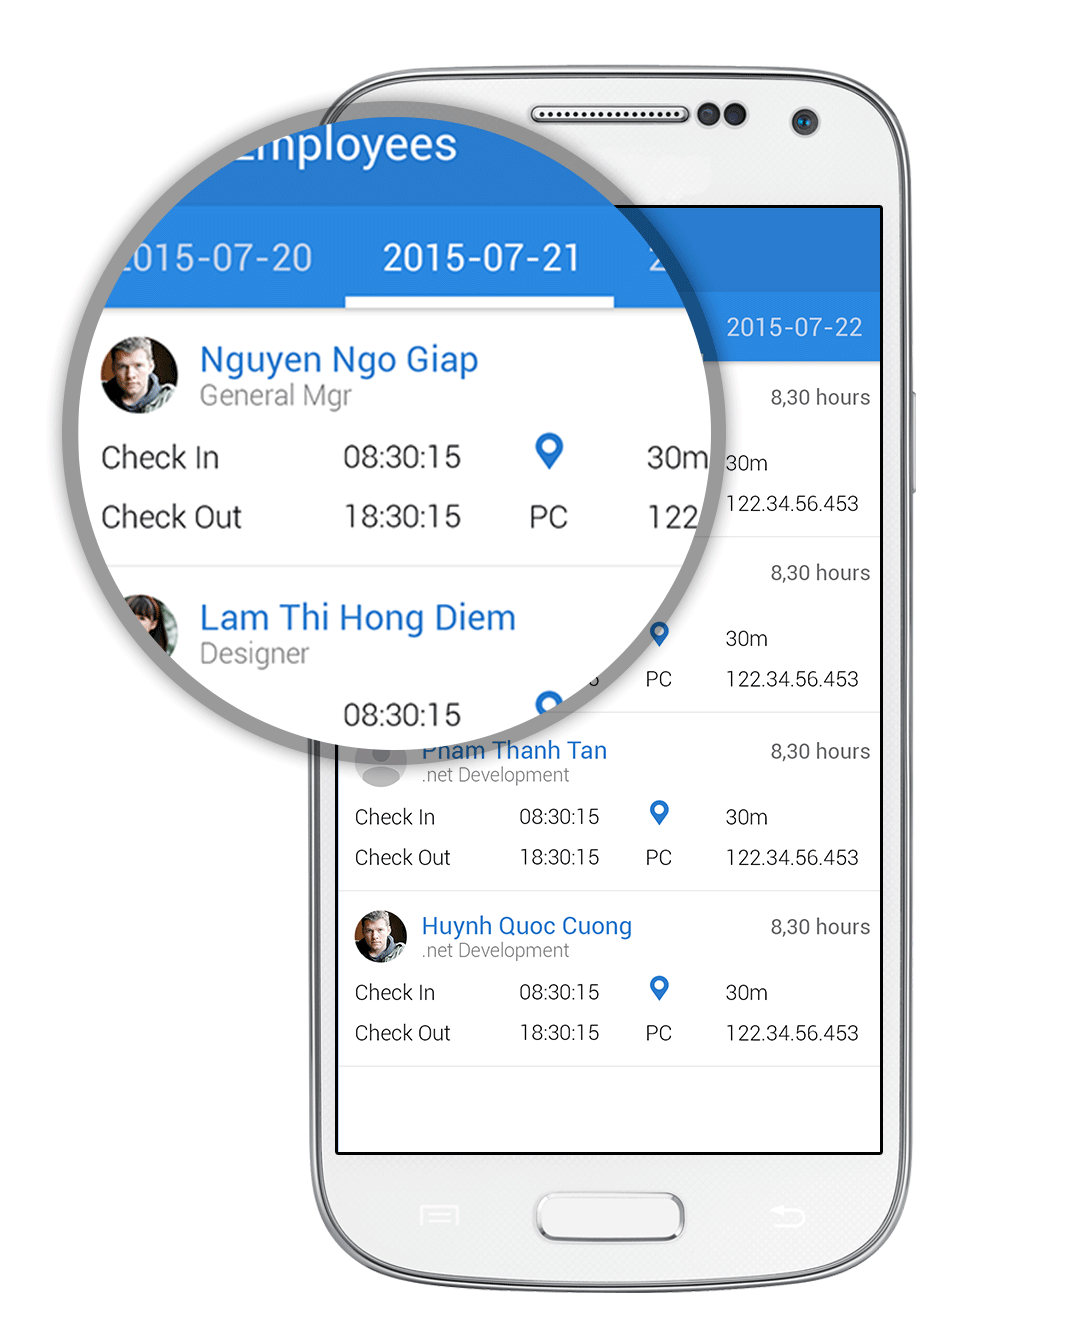 Employees
2015-07-20 2015-07-21 2
2015-07-22
Nguyen Ngo Giap
General Mgr
8,30 hours
Check In 08:30:15 30m
30m
Check Out 18:30:15 PC 122
122.34.56.453
Lam Thi Hong Diem
Designer
8,30 hours
08:30:15
30m
PC 122.34.56.453
Pham Thanh Tan 8,30 hours
.net Development
Check In 08:30:15 30m
Check Out 18:30:15 PC 122.34.56.453
Huynh Quoc Cuong 8,30 hours
.net Development
Check In 08:30:15 30m
Check Out 18:30:15 PC 122.34.56.453